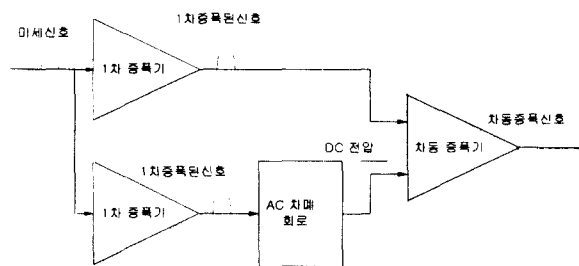 1차증폭된신호
미세신호
1차 증폭기
차동증폭신호
DC 전압
차동 증폭기
1차증폭된신호
1차 증폭기
AC 차폐
회로